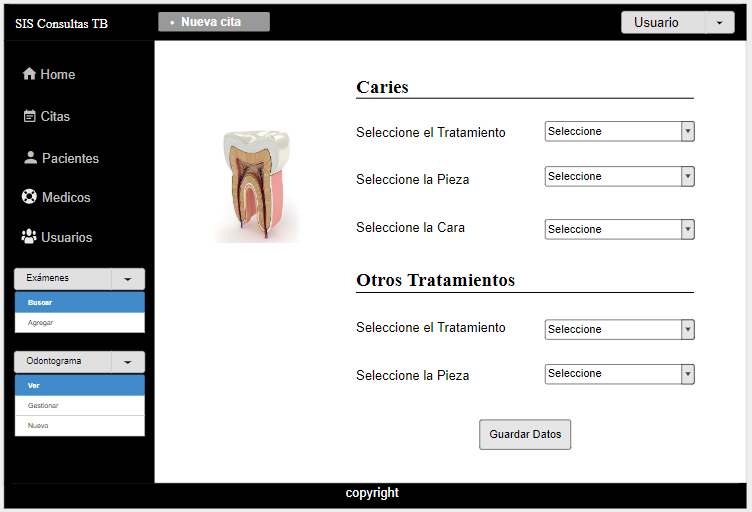 SIS Consultas TB
• Nueva cita
Usuario
Home
Citas
Pacientes
Medicos
Usuarios
Exámenes
Buscar
Agregar
Odontograma
Ver
Gestionar
Nuevo
Caries
Seleccione el Tratamiento
Seleccione
Seleccione la Pieza
Seleccione
Seleccione la Cara
Seleccione
Otros Tratamientos
Seleccione el Tratamiento
Seleccione
Seleccione la Pieza
Seleccione
Guardar Datos
copyright